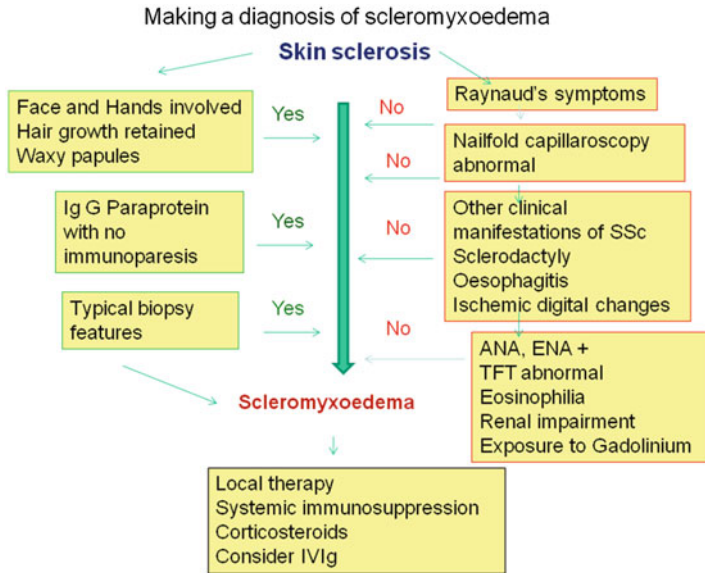 Making a diagnosis of scleromyxoedema
Skin sclerosis
Face and Hands involved
Hair growth retained
Waxy papules
Yes
No
Raynaud's symptoms
Nailfold capillaroscopy
abnormal
No
Ig G Paraprotein
with no
immunoparesis
Yes
No
Other clinical
manifestations of SSc
Sclerodactyly
Oesophagitis
Ischemic digital changes
Typical biopsy
features
Yes
No
ANA, ENA +
TFT abnormal
Eosinophilia
Renal impairment
Exposure to Gadolinium
Scleromyxoedema
Local therapy
Systemic immunosuppression
Corticosteroids
Consider IVIg